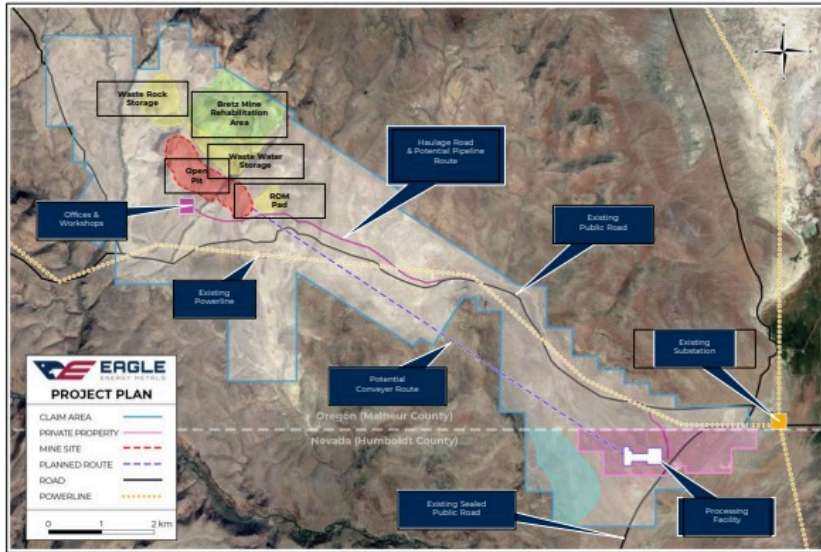 Waste Rock
Storage
Bretz Mine
Rehabilitation
Area
Waste Water
Storage
Open
Pit
ROM
Pad
Haulage Road
& Potential Pipeline
Route
Offices &
Workshops
Existing
Public Road
Existing
Powerline
Existing
Substation
Potential
Conveyer Route
Oregon (Malheur County)
Nevada (Humboldt County)
Existing Sealed
Public Road
Processing
Facility
EAGLE
ENERGY METALS
PROJECT PLAN
CLAIM AREA
PRIVATE PROPERTY
MINE SITE
PLANNED ROUTE
ROAD
POWERLINE
0 1 2 km